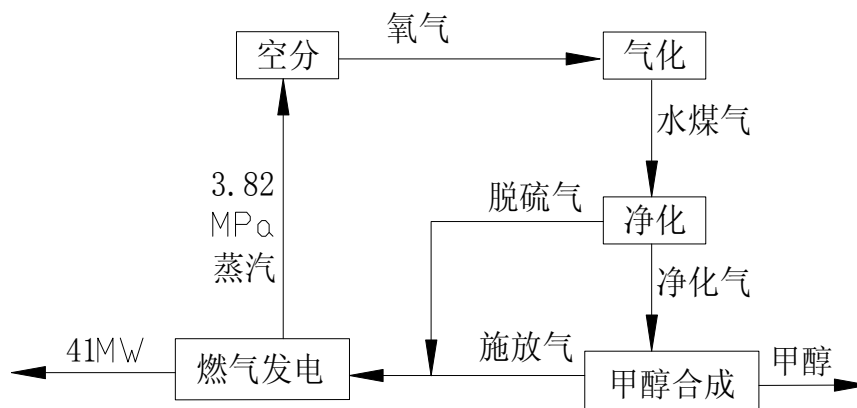 氧气
空分
气化
水煤气
3.82
MPa
蒸汽
脱硫气
净化
净化气
41MW
燃气发电
施放气
甲醇合成
甲醇